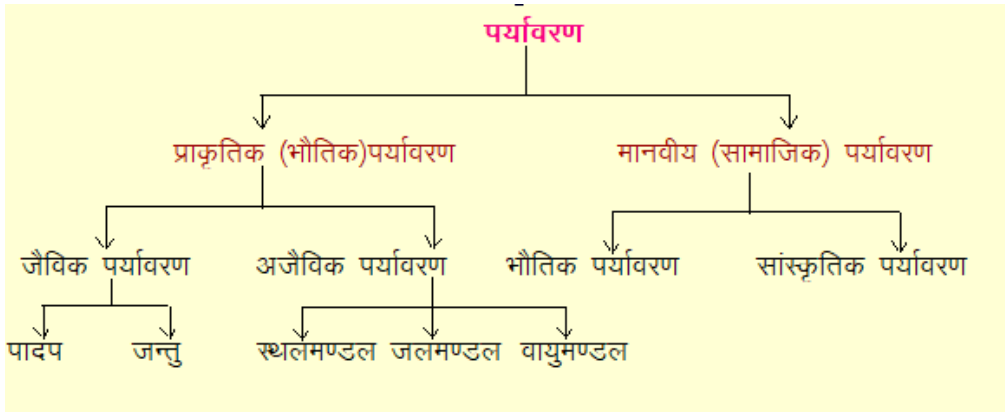 पर्यावरण
प्राकृतिक (भौतिक)पर्यावरण मानवीय (सामाजिक) पर्यावरण
जैविक पर्यावरण अजैविक पर्यावरण भौतिक पर्यावरण सांस्कृतिक पर्यावरण
पादप जन्तु स्थलमण्डल जलमण्डल वायुमण्डल